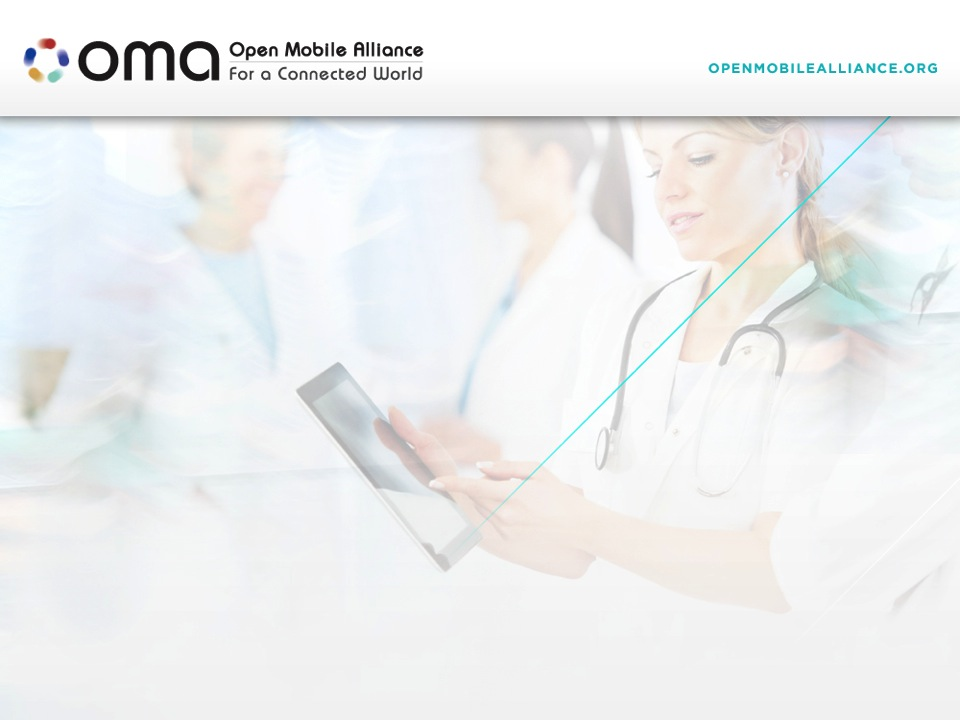 oma
Open Mobile Alliance
For a Connected World
OPENMOBILEALLIANCE.ORG